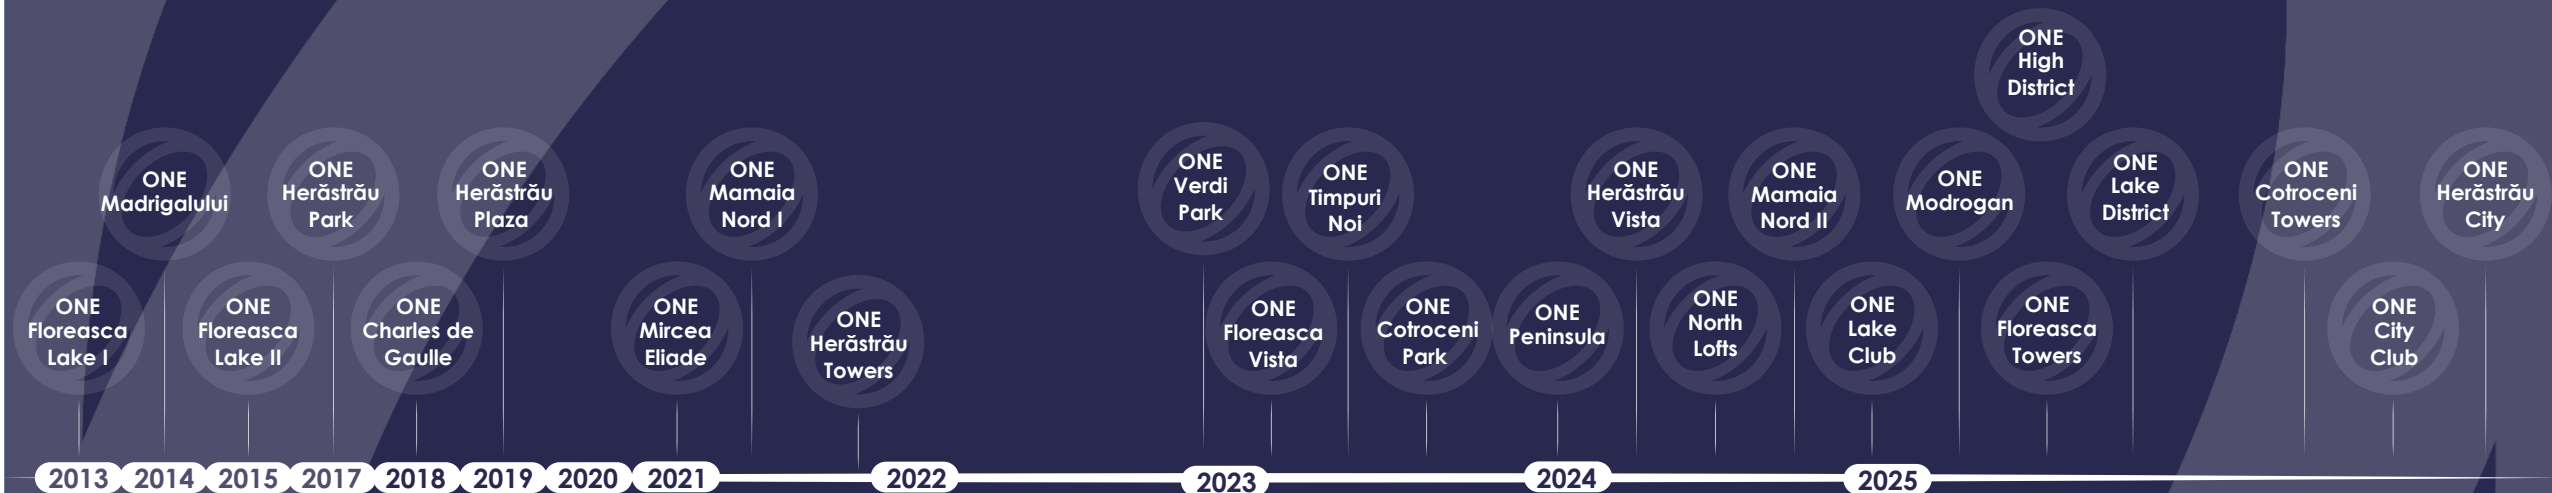 ONE
Floreasca
Lake I
ONE
Madrigalului
ONE
Floreasca
Lake II
ONE
Herăstrău
Park
ONE
Charles de
Gaulle
ONE
Herăstrău
Plaza
ONE
Mircea
Eliade
ONE
Mamaia
Nord I
ONE
Herăstrău
Towers
ONE
Verdi
Park
ONE
Floreasca
Vista
ONE
Timpuri
Noi
ONE
Cotroceni
Park
ONE
Peninsula
ONE
Herăstrău
Vista
ONE
North
Lofts
ONE
Mamaia
Nord II
ONE
Lake
Club
ONE
Modrogan
ONE
High
District
ONE
Floreasca
Towers
ONE
Lake
District
ONE
Cotroceni
Towers
ONE
City
Club
ONE
Herăstrău
City
2013 2014 2015 2017 2018 2019 2020 2021 2022 2023 2024 2025